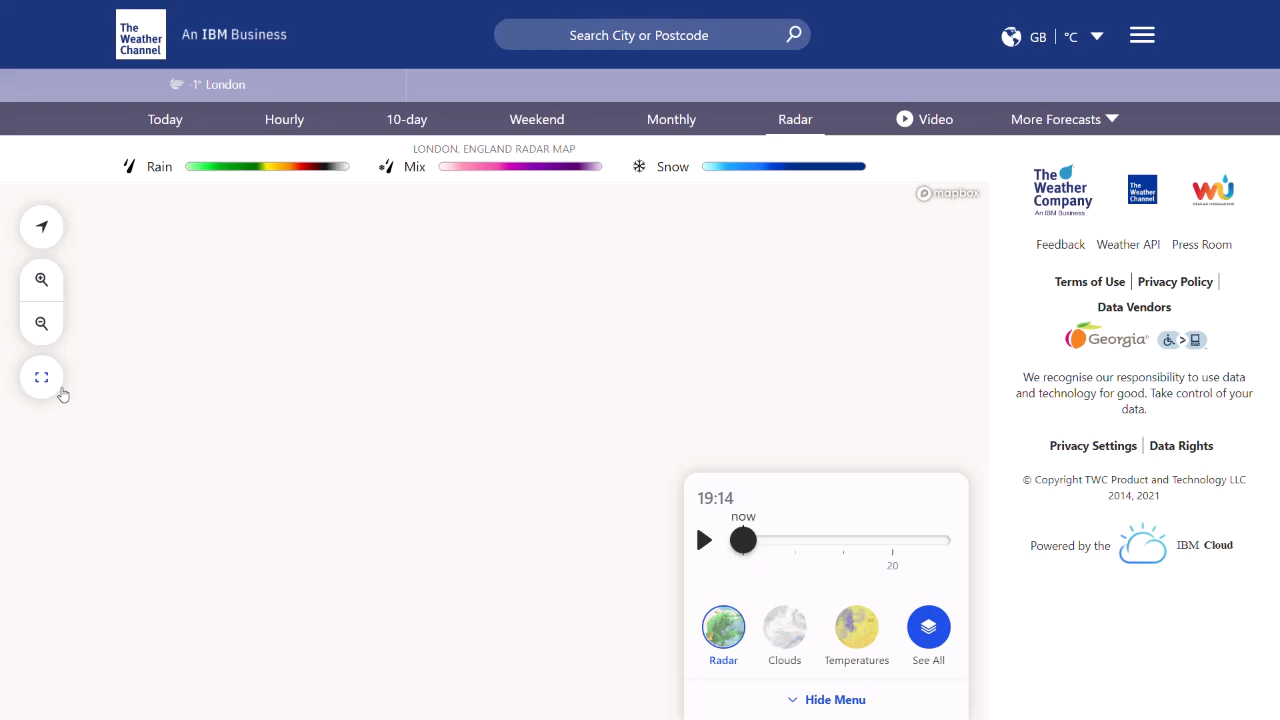 The
Weather
Channel
An IBM Business
Search City or Postcode
GB
°C
-1° London
Today
Hourly
10-day
Weekend
Monthly
Radar
Video
More Forecasts
LONDON, ENGLAND RADAR MAP
Rain
Mix
Snow
mapbox
19:14
now
20
Radar
Clouds
Temperatures
See All
Hide Menu
The
Weather
Company
An IBM Business
The
Weather
Channel
WU
WEATHER UNDERGROUND
Feedback Weather API Press Room
Terms of Use Privacy Policy
Data Vendors
Georgia
We recognise our responsibility to use data
and technology for good. Take control of your
data.
Privacy Settings Data Rights
© Copyright TWC Product and Technology LLC
2014, 2021
Powered by the IBM Cloud